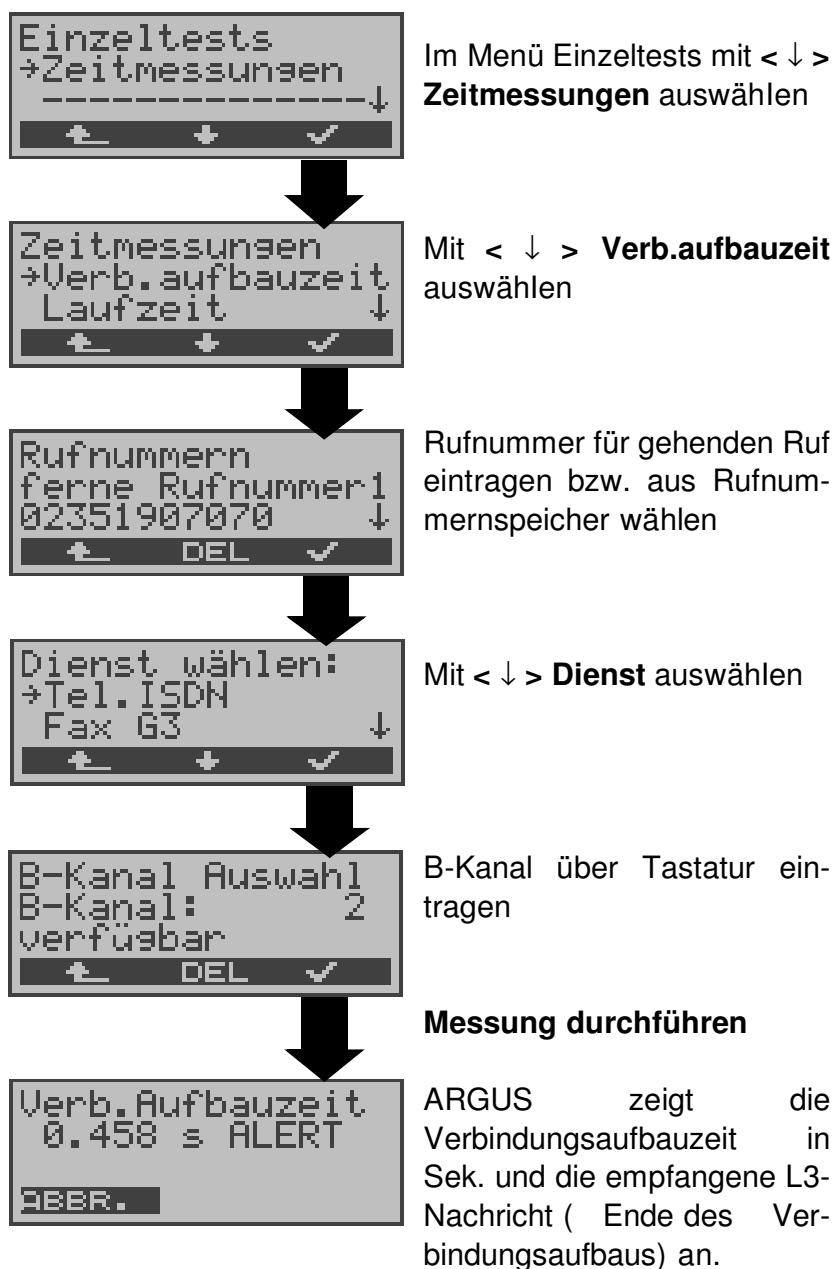 Einzeltests
→Zeitmessungen
--------------↓
Im Menü Einzeltests mit < ↓ >
Zeitmessungen auswählen
Zeitmessungen
→Verb.aufbauzeit
Laufzeit ↓
Mit < ↓ > Verb.aufbauzeit
auswählen
Rufnummern
ferne Rufnummer1
02351907070 ↓
DEL
Rufnummer für gehenden Ruf
eintragen bzw. aus Rufnum-
mernspeicher wählen
Dienst wählen:
→Tel.ISDN
Fax G3 ↓
Mit < ↓ > Dienst auswählen
B-Kanal Auswahl
B-Kanal: 2
verfügbar
DEL
B-Kanal über Tastatur ein-
tragen
Messung durchführen
Verb.Aufbauzeit
0.458 s ALERT
ABBR.
ARGUS zeigt die
Verbindungsaufbauzeit in
Sek. und die empfangene L3-
Nachricht ( Ende des Ver-
bindungsaufbaus) an.